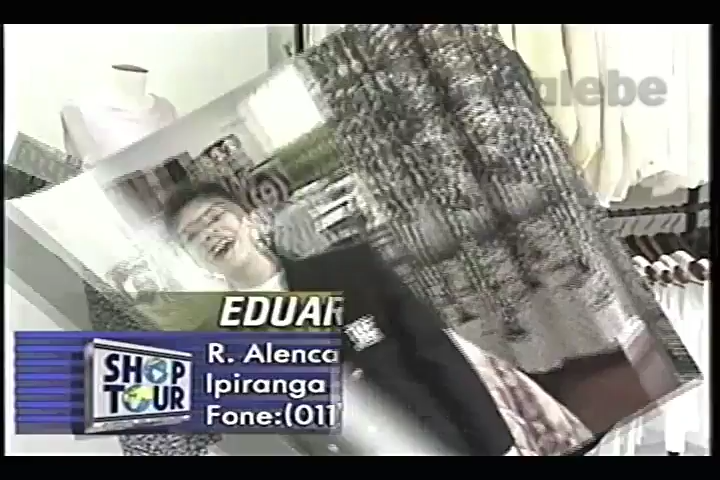 alebe
EDUAR
R. Alenca
Ipiranga
Fone:(011)
SHOP
TOUR